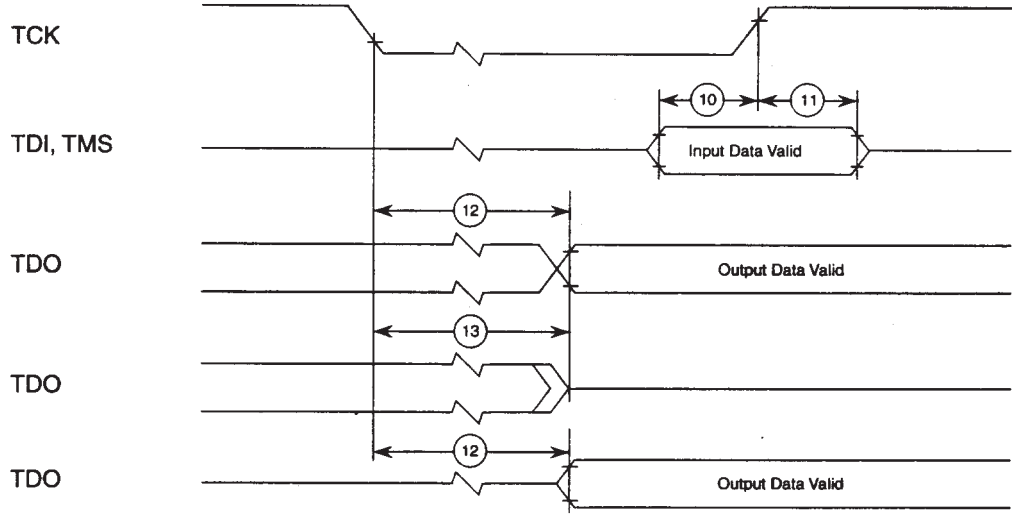 TCK
10
11
TDI, TMS
Input Data Valid
12
TDO
Output Data Valid
13
TDO
12
TDO
Output Data Valid